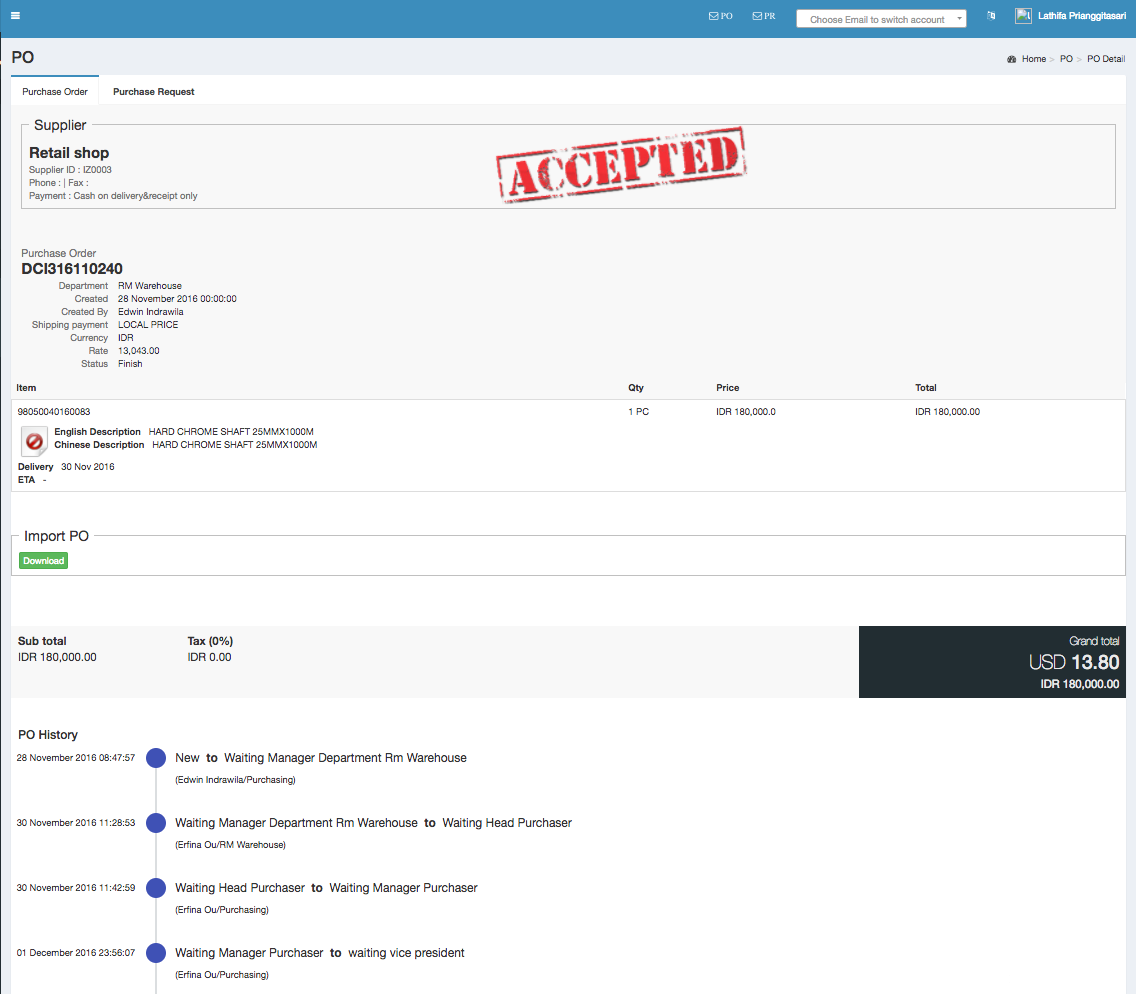 PO PR Choose Email to switch account Lathifa Prianggitasari
PO
Home > PO > PO Detail
Purchase Order Purchase Request
Supplier
Retail shop
Supplier ID : IZ0003
Phone : | Fax :
Payment : Cash on delivery&receipt only
ACCEPTED
Purchase Order
DCI316110240
Department RM Warehouse
Created 28 November 2016 00:00:00
Created By Edwin Indrawila
Shipping payment LOCAL PRICE
Currency IDR
Rate 13,043.00
Status Finish
Item Qty Price Total
98050040160083 1 PC IDR 180,000.0 IDR 180,000.00
English Description HARD CHROME SHAFT 25MMX1000M
Chinese Description HARD CHROME SHAFT 25MMX1000M
Delivery 30 Nov 2016
ETA -
Import PO
Download
Sub total Tax (0%) Grand total
IDR 180,000.00 IDR 0.00 USD 13.80
IDR 180,000.00
PO History
28 November 2016 08:47:57 New to Waiting Manager Department Rm Warehouse
(Edwin Indrawila/Purchasing)
30 November 2016 11:28:53 Waiting Manager Department Rm Warehouse to Waiting Head Purchaser
(Erfina Ou/RM Warehouse)
30 November 2016 11:42:59 Waiting Head Purchaser to Waiting Manager Purchaser
(Erfina Ou/Purchasing)
01 December 2016 23:56:07 Waiting Manager Purchaser to waiting vice president
(Erfina Ou/Purchasing)